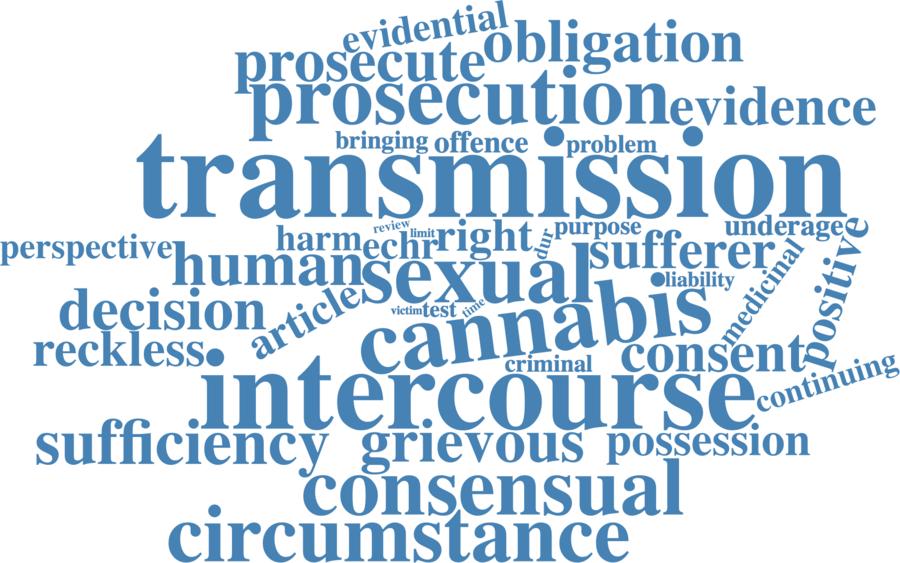 evidential
obligation
prosecute
prosecution
evidence
bringing
offence
problem
transmission
review
limit
purpose
underage
perspective
harm
echr
right
dur
sufferer
positive
human
sexual
•
liability
medicinal
decision
article
victim
test
time
cannabis
reckless
•
criminal
consent
intercourse
continuing
sufficiency
grievous
possession
consensual
circumstance